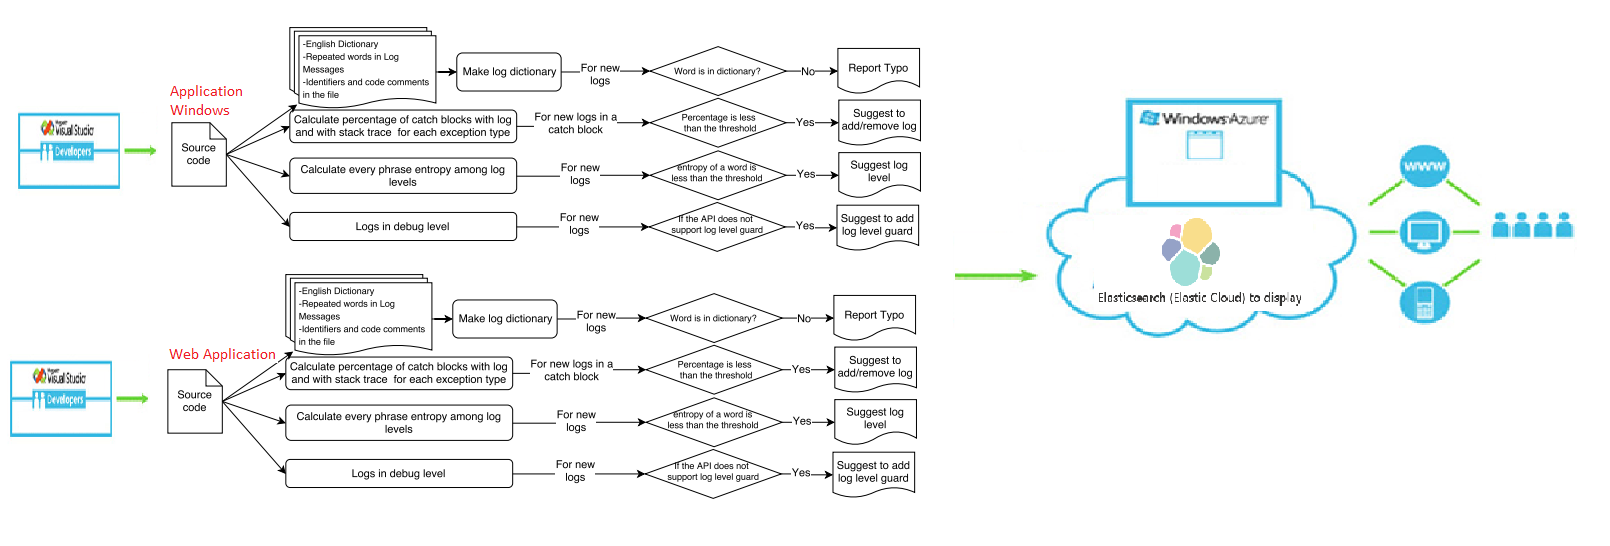 -English Dictionary
-Repeated words in Log
Messages
-Identifiers and code comments
in the file
Make log dictionary
For new
logs
Word is in dictionary?
No
Report Typo
Application
Windows
Visual Studio
Developers
Source
code
Calculate percentage of catch blocks with log
and with stack trace for each exception type
For new logs in a
catch block
Percentage is less
than the threshold
Yes
Suggest to
add/remove log
Calculate every phrase entropy among log
levels
For new
logs
entropy of a word is
less than the threshold
Yes
Suggest log
level
Logs in debug level
For new
logs
If the API does not
support log level guard
Yes
Suggest to add
log level guard
-English Dictionary
-Repeated words in Log
Messages
-Identifiers and code comments
in the file
Make log dictionary
For new
logs
Word is in dictionary?
No
Report Typo
Web Application
Visual Studio
Developers
Source
code
Calculate percentage of catch blocks with log
and with stack trace for each exception type
For new logs in a
catch block
Percentage is less
than the threshold
Yes
Suggest to
add/remove log
Calculate every phrase entropy among log
levels
For new
logs
entropy of a word is
less than the threshold
Yes
Suggest log
level
Logs in debug level
For new
logs
If the API does not
support log level guard
Yes
Suggest to add
log level guard
Windows Azure
Elasticsearch (Elastic Cloud) to display
www